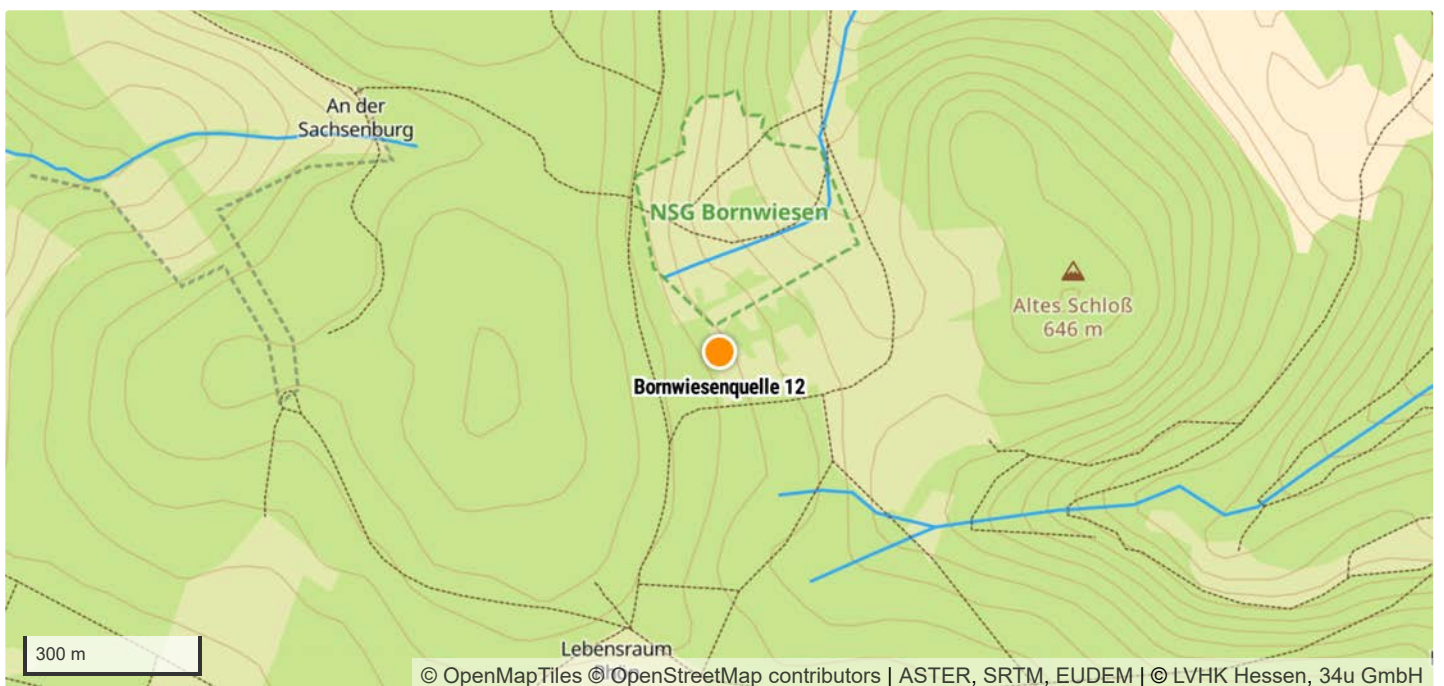 An der
Sachsenburg
NSG Bornwiesen
Altes Schloß
646 m
Bornwiesenquelle 12
Lebensraum
Rhön
300 m
© OpenMapTiles © OpenStreetMap contributors | ASTER, SRTM, EUDEM | © LVHK Hessen, 34u GmbH